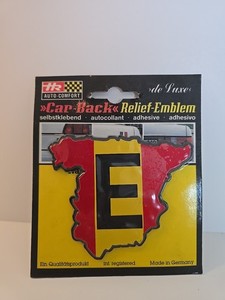 HR
AUTO COMFORT
»de Luxe«
»Car-Back« Relief-Emblem
selbstklebend · autocollant · adhesive · adhesivo
E
Ein Qualitätsprodukt
Int. registered
Made in Germany